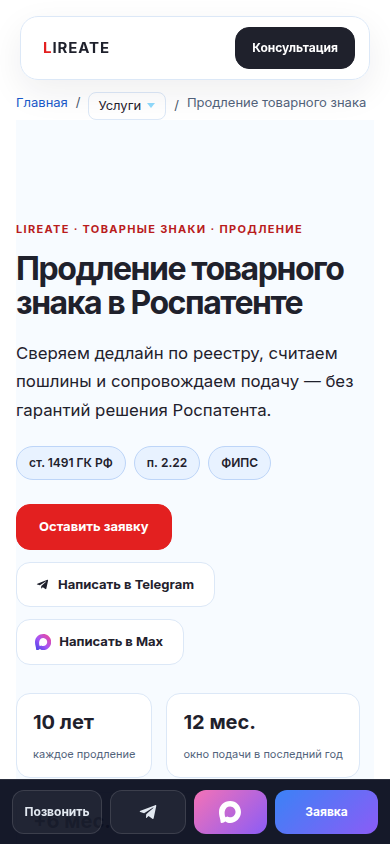 LIREATE
Консультация
Главная / Услуги / Продление товарного знака
LIREATE · ТОВАРНЫЕ ЗНАКИ · ПРОДЛЕНИЕ
Продление товарного
знака в Роспатенте
Сверяем дедлайн по реестру, считаем
пошлины и сопровождаем подачу — без
гарантий решения Роспатента.
ст. 1491 ГК РФ
п. 2.22
ФИПС
Оставить заявку
Написать в Telegram
Написать в Max
10 лет
каждое продление
12 мес.
окно подачи в последний год
Позвонить
Заявка